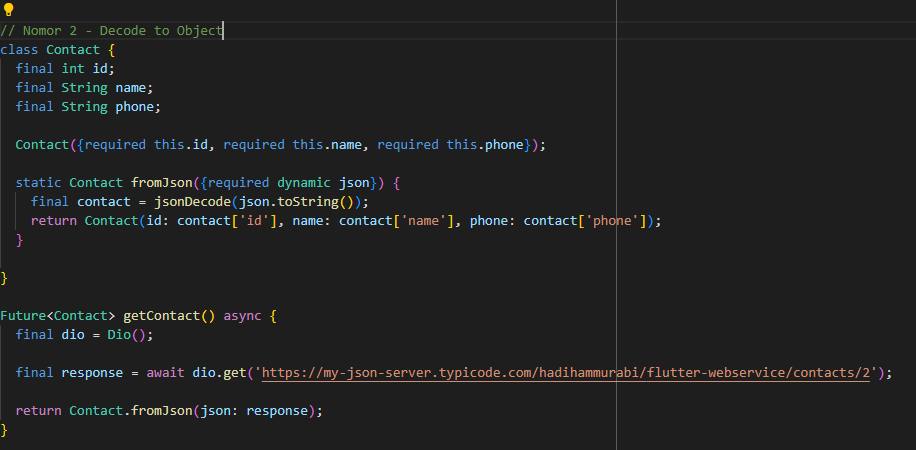 // Nomor 2 - Decode to Object
class Contact {
  final int id;
  final String name;
  final String phone;

  Contact({required this.id, required this.name, required this.phone});

  static Contact fromJson({required dynamic json}) {
    final contact = jsonDecode(json.toString());
    return Contact(id: contact['id'], name: contact['name'], phone: contact['phone']);
  }

}

Future<Contact> getContact() async {
  final dio = Dio();

  final response = await dio.get('https://my-json-server.typicode.com/hadihammurabi/flutter-webservice/contacts/2');

  return Contact.fromJson(json: response);
}